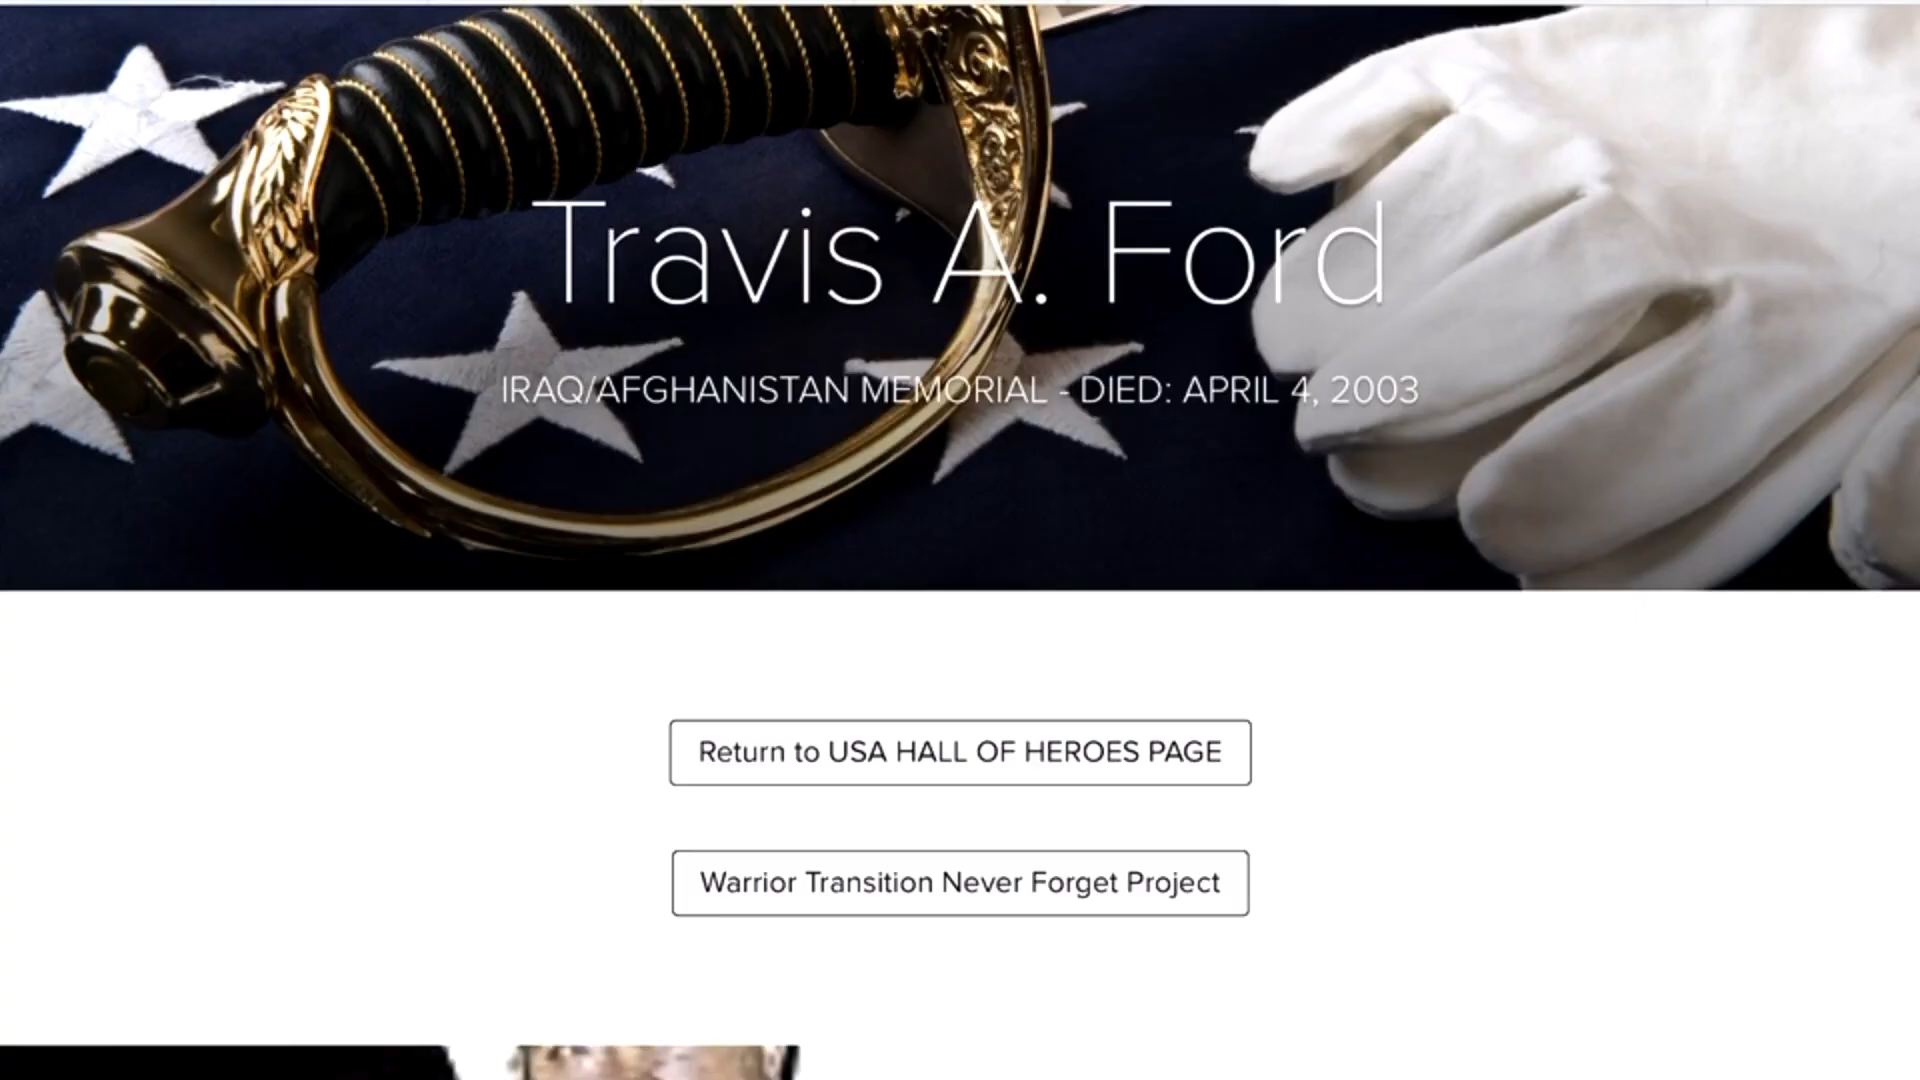 Travis A. Ford
IRAQ/AFGHANISTAN MEMORIAL - DIED: APRIL 4, 2003
Return to USA HALL OF HEROES PAGE
Warrior Transition Never Forget Project